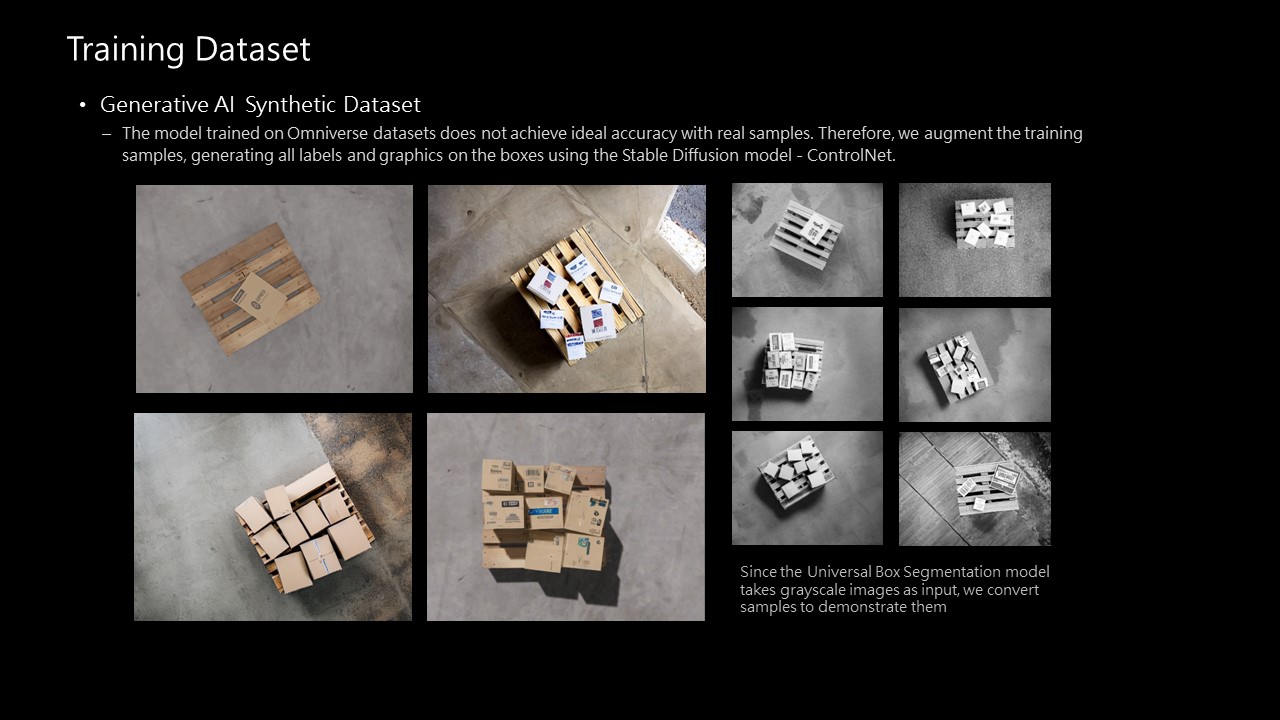 Training Dataset
• Generative AI Synthetic Dataset
– The model trained on Omniverse datasets does not achieve ideal accuracy with real samples. Therefore, we augment the training
samples, generating all labels and graphics on the boxes using the Stable Diffusion model - ControlNet.
Since the Universal Box Segmentation model
takes grayscale images as input, we convert
samples to demonstrate them